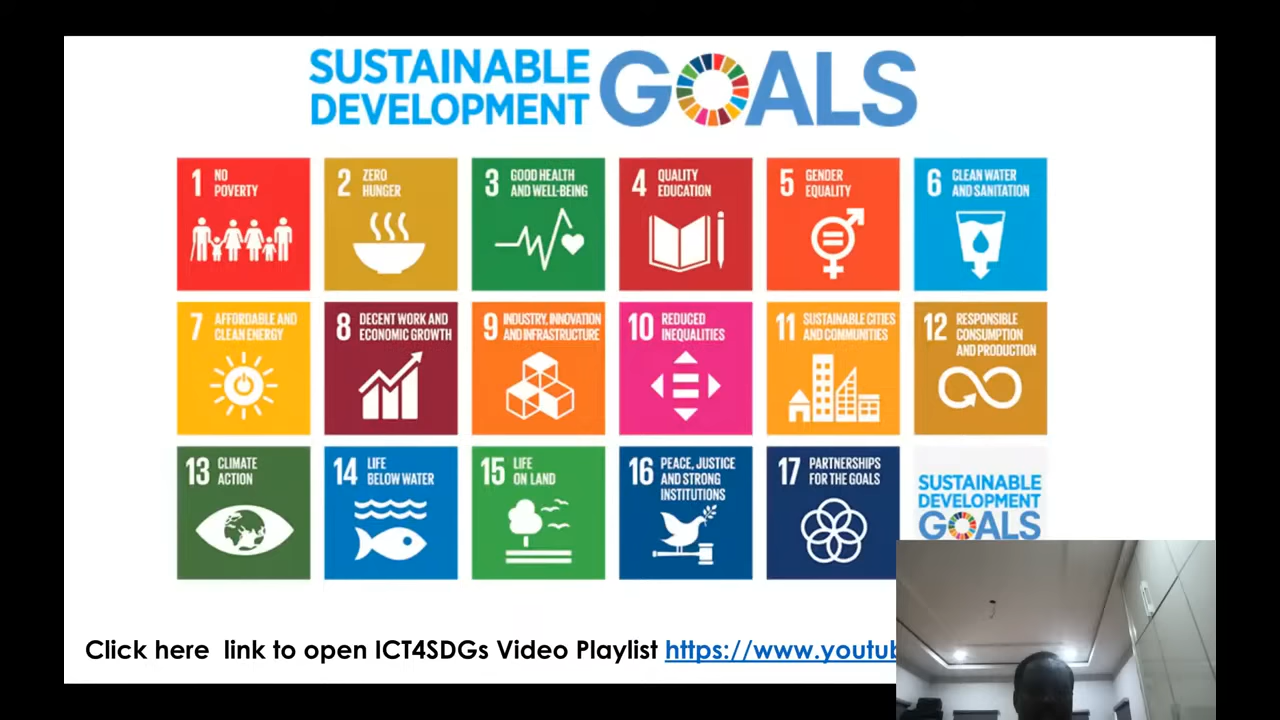 SUSTAINABLE
DEVELOPMENT
GOALS
1 NO
POVERTY
2 ZERO
HUNGER
3 GOOD HEALTH
AND WELL-BEING
4 QUALITY
EDUCATION
5 GENDER
EQUALITY
6 CLEAN WATER
AND SANITATION
7 AFFORDABLE AND
CLEAN ENERGY
8 DECENT WORK AND
ECONOMIC GROWTH
9 INDUSTRY, INNOVATION
AND INFRASTRUCTURE
10 REDUCED
INEQUALITIES
11 SUSTAINABLE CITIES
AND COMMUNITIES
12 RESPONSIBLE
CONSUMPTION
AND PRODUCTION
13 CLIMATE
ACTION
14 LIFE
BELOW WATER
15 LIFE
ON LAND
16 PEACE, JUSTICE
AND STRONG
INSTITUTIONS
17 PARTNERSHIPS
FOR THE GOALS
SUSTAINABLE
DEVELOPMENT
GOALS
Click here link to open ICT4SDGs Video Playlist https://www.youtub